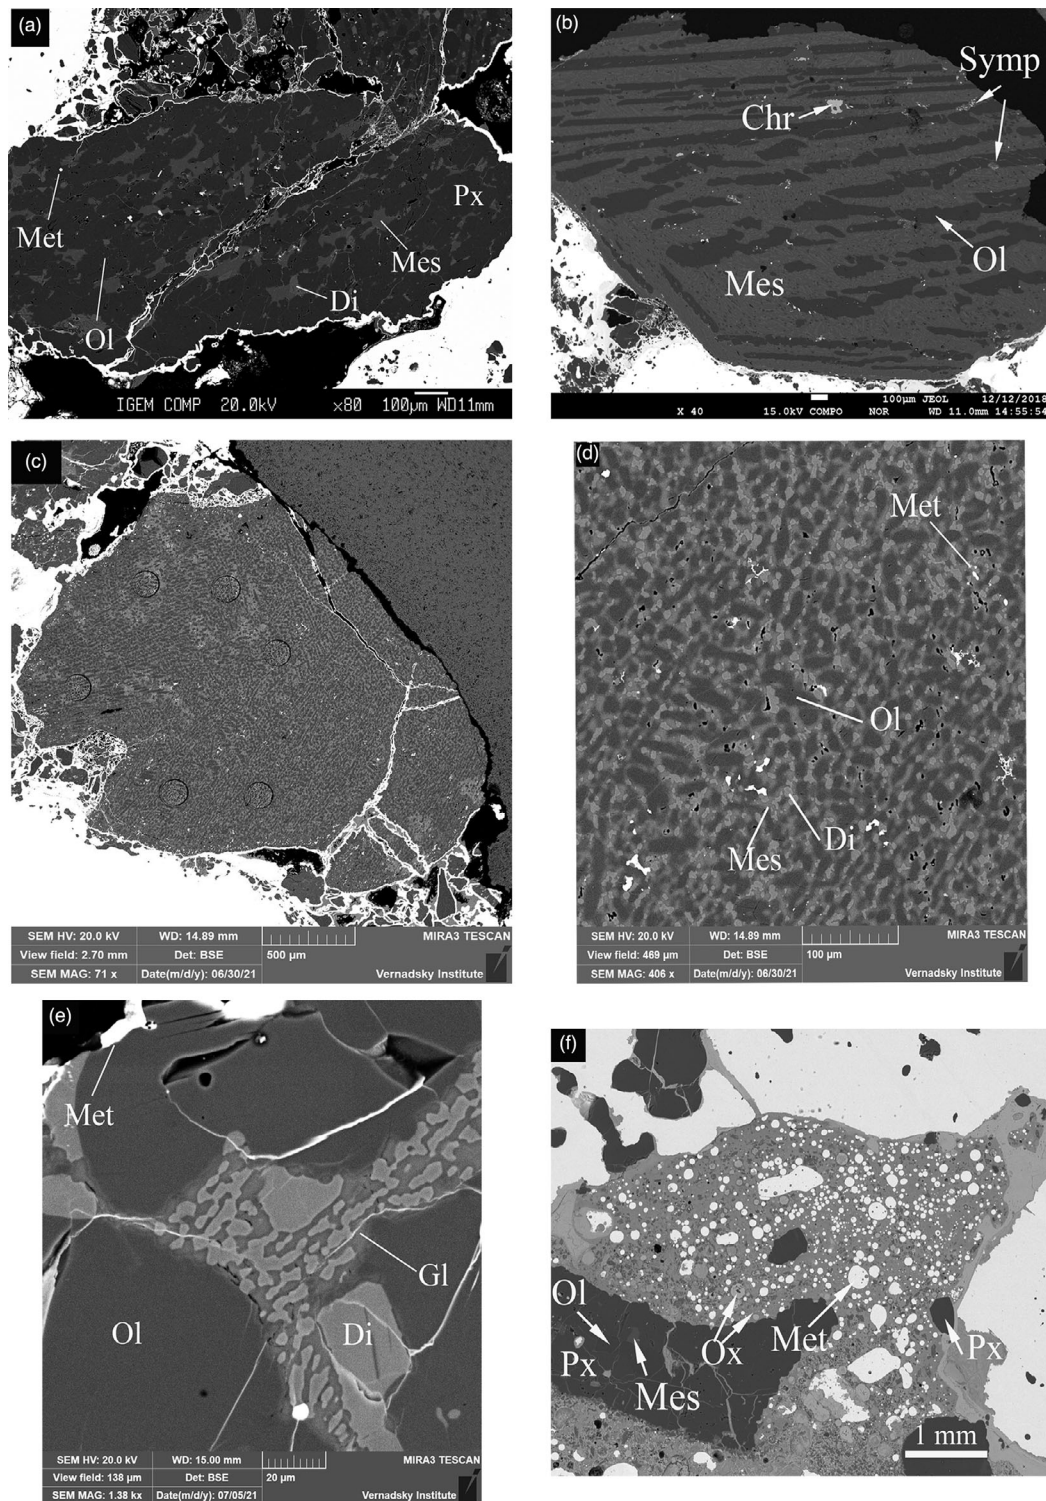 (a)
Met
Px
Mes
Ol
Di
IGEM COMP 20.0kV x80 100µm WD11mm
(b)
Symp
Chr
Ol
Mes
100µm JEOL 12/12/2018
X 40 15.0kV COMPO NOR WD 11.0mm 14:55:54
(c)
SEM HV: 20.0 kV WD: 14.89 mm MIRA3 TESCAN
View field: 2.70 mm Det: BSE 500 µm
SEM MAG: 71 x Date(m/d/y): 06/30/21 Vernadsky Institute
(d)
Met
Ol
Di
Mes
SEM HV: 20.0 kV WD: 14.89 mm MIRA3 TESCAN
View field: 469 µm Det: BSE 100 µm
SEM MAG: 406 x Date(m/d/y): 06/30/21 Vernadsky Institute
(e)
Met
Gl
Ol
Di
SEM HV: 20.0 kV WD: 15.00 mm MIRA3 TESCAN
View field: 138 µm Det: BSE 20 µm
SEM MAG: 1.38 kx Date(m/d/y): 07/05/21 Vernadsky Institute
(f)
Ol
Px
Ox
Met
Px
Mes
1 mm